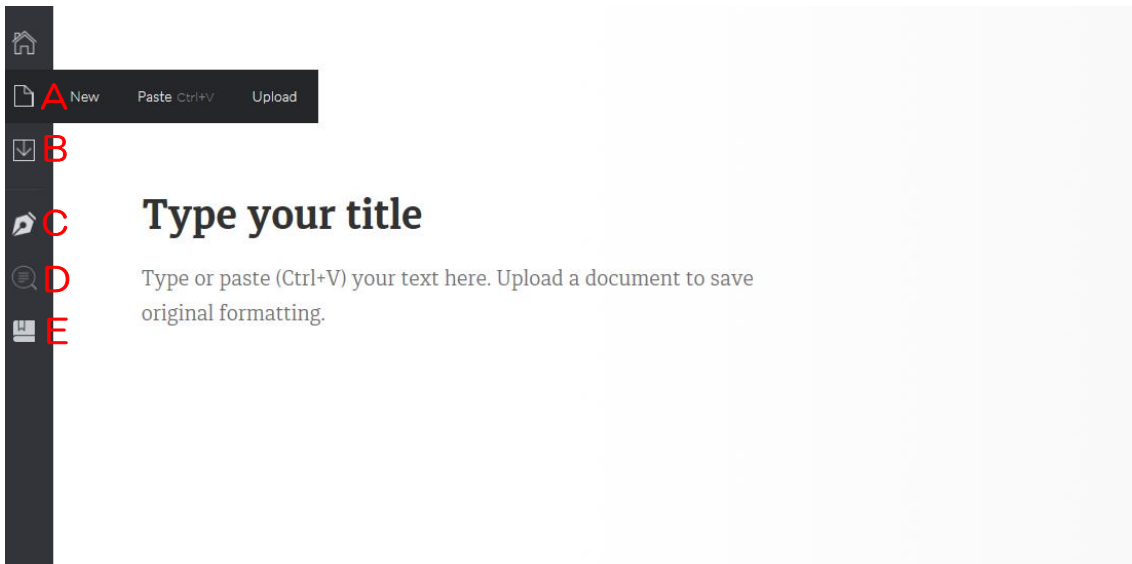 A New Paste Ctrl+V Upload
B
C
Type your title
D
Type or paste (Ctrl+V) your text here. Upload a document to save
original formatting.
E